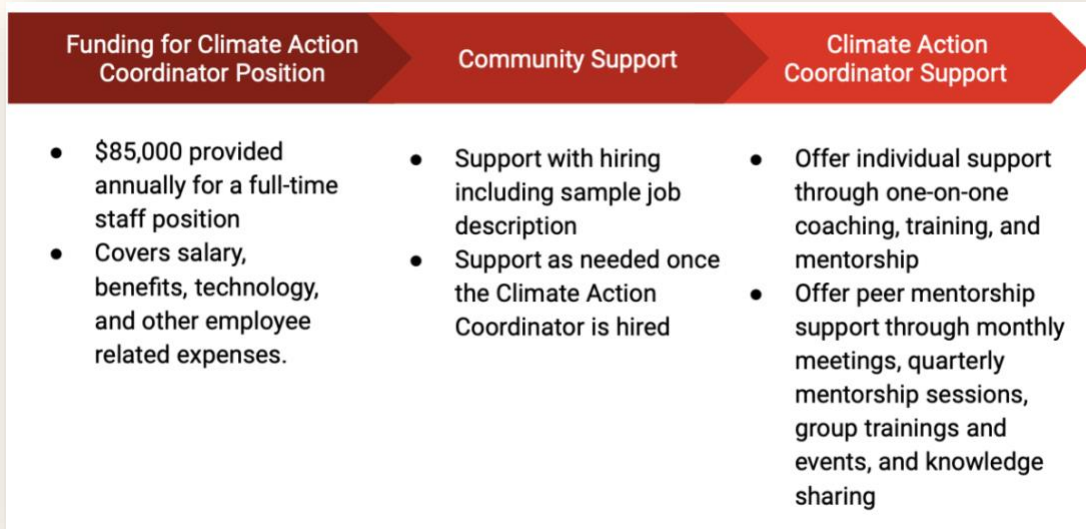 Funding for Climate Action
Coordinator Position
Community Support
Climate Action
Coordinator Support
● $85,000 provided
annually for a full-time
staff position
● Covers salary,
benefits, technology,
and other employee
related expenses.
● Support with hiring
including sample job
description
● Support as needed once
the Climate Action
Coordinator is hired
● Offer individual support
through one-on-one
coaching, training, and
mentorship
● Offer peer mentorship
support through monthly
meetings, quarterly
mentorship sessions,
group trainings and
events, and knowledge
sharing